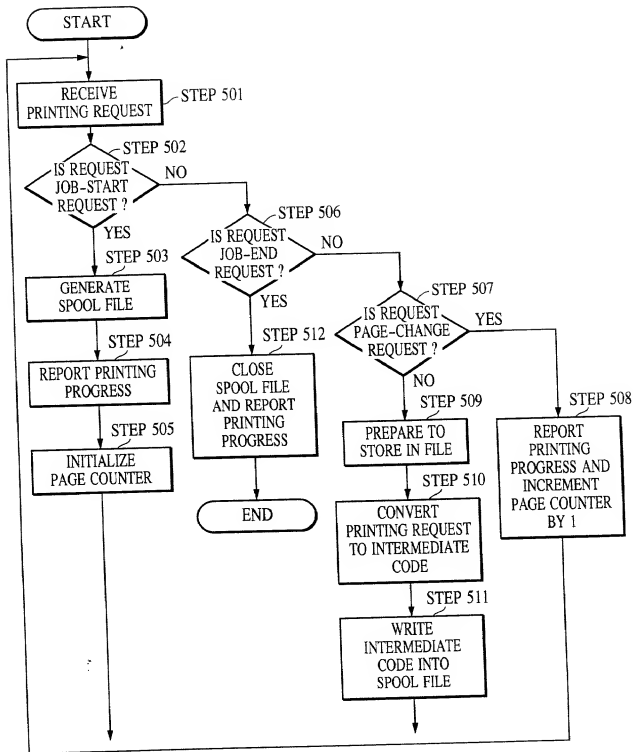 START
RECEIVE
PRINTING REQUEST
STEP 501
STEP 502
IS REQUEST
JOB-START
REQUEST ?
NO
YES
STEP 503
GENERATE
SPOOL FILE
STEP 504
REPORT PRINTING
PROGRESS
STEP 505
INITIALIZE
PAGE COUNTER
STEP 506
IS REQUEST
JOB-END
REQUEST ?
NO
YES
STEP 512
CLOSE
SPOOL FILE
AND REPORT
PRINTING
PROGRESS
END
STEP 507
IS REQUEST
PAGE-CHANGE
REQUEST ?
YES
NO
STEP 509
PREPARE TO
STORE IN FILE
STEP 510
CONVERT
PRINTING REQUEST
TO INTERMEDIATE
CODE
STEP 511
WRITE
INTERMEDIATE
CODE INTO
SPOOL FILE
STEP 508
REPORT
PRINTING
PROGRESS AND
INCREMENT
PAGE COUNTER
BY 1